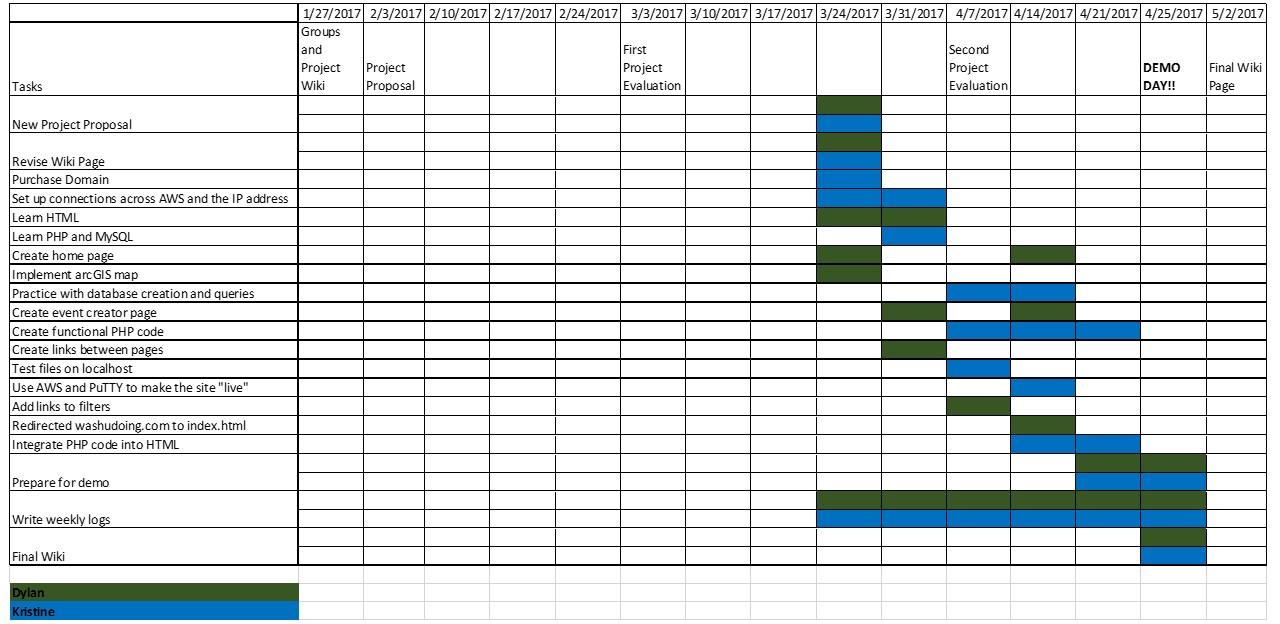 1/27/2017 2/3/2017 2/10/2017 2/17/2017 2/24/2017 3/3/2017 3/10/2017 3/17/2017 3/24/2017 3/31/2017 4/7/2017 4/14/2017 4/21/2017 4/25/2017 5/2/2017
Tasks
Groups
and
Project
Wiki
Project
Proposal
First
Project
Evaluation
Second
Project
Evaluation
DEMO
DAY!!
Final Wiki
Page
New Project Proposal
Revise Wiki Page
Purchase Domain
Set up connections across AWS and the IP address
Learn HTML
Learn PHP and MySQL
Create home page
Implement arcGIS map
Practice with database creation and queries
Create event creator page
Create functional PHP code
Create links between pages
Test files on localhost
Use AWS and PuTTY to make the site "live"
Add links to filters
Redirected washudoing.com to index.html
Integrate PHP code into HTML
Prepare for demo
Write weekly logs
Final Wiki
Dylan
Kristine